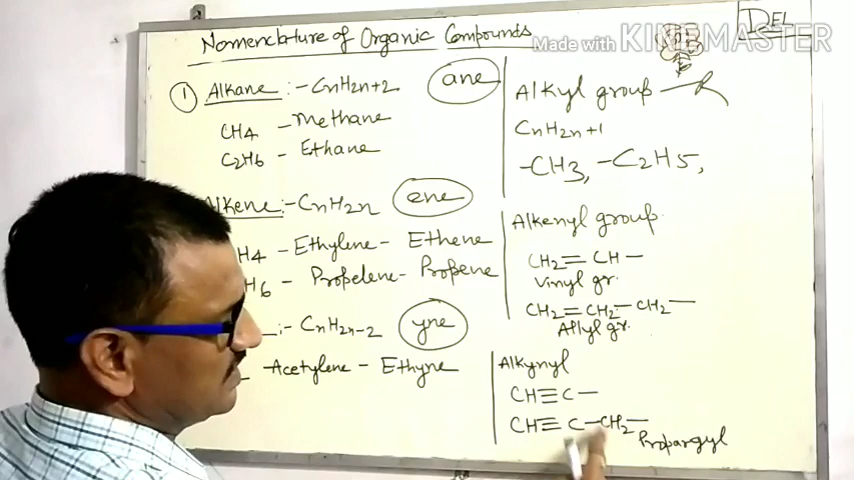 Nomenclature of Organic Compounds
DEL
Made with KINEMASTER
① Alkane :- CnH2n+2 ane
CH4 - Methane
C2H6 - Ethane
Alkene :- CnH2n ene
H4 - Ethylene - Ethene
H6 - Propelene - Propene
:- CnH2n-2 yne
- Acetylene - Ethyne
Alkyl group - R
CnH2n+1
-CH3, -C2H5,
Alkenyl group
CH2=CH-
Vinyl gr.
CH2=CH2-CH2-
Allyl gr.
Alkynyl
CH≡C-
CH≡C-CH2-
Propargyl